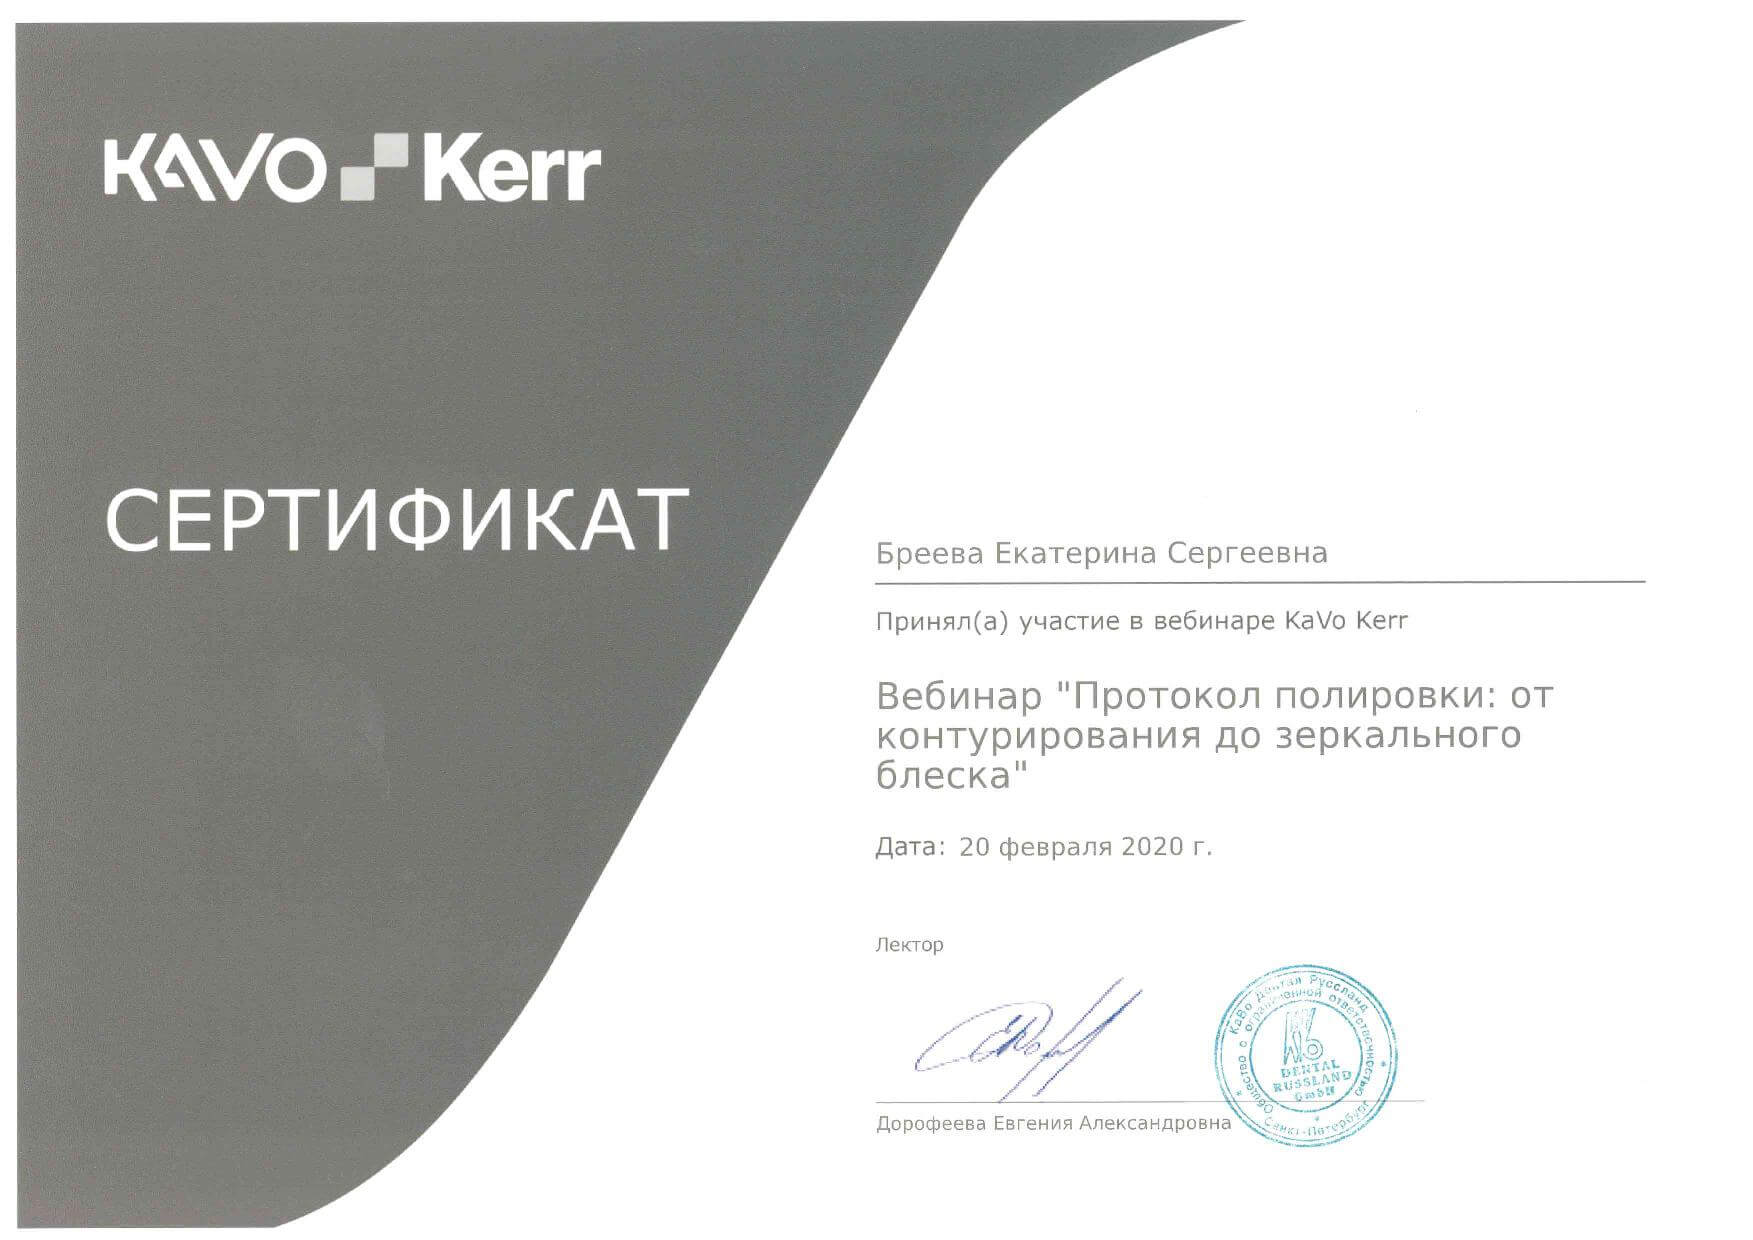 KAVO Kerr
СЕРТИФИКАТ
Бреева Екатерина Сергеевна
Принял(а) участие в вебинаре KaVo Kerr
Вебинар "Протокол полировки: от
контурирования до зеркального
блеска"
Дата: 20 февраля 2020 г.
Лектор
Дорофеева Евгения Александровна
КаВо Дентал Руссланд
Общество с ограниченной ответственностью
DENTAL
RUSSLAND
GmbH
Санкт-Петербург